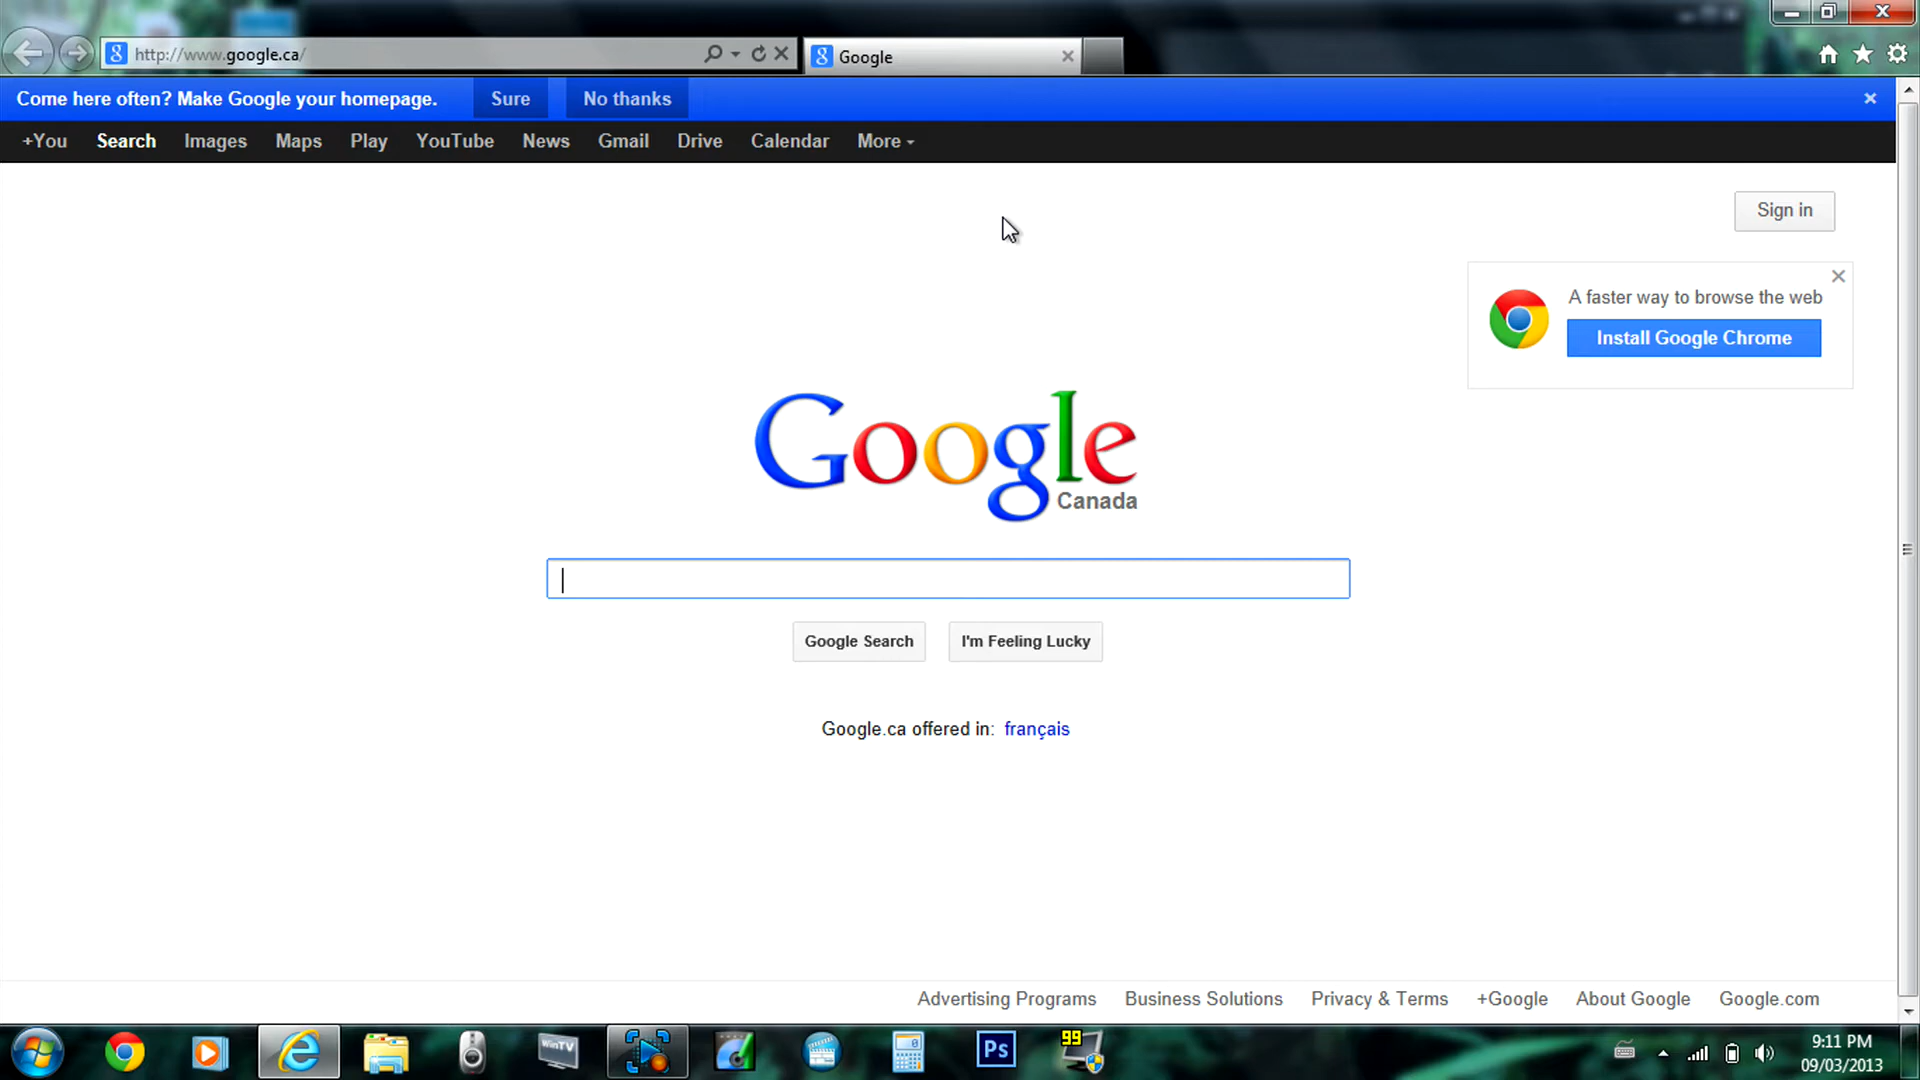 http://www.google.ca/
Google
Come here often? Make Google your homepage. Sure No thanks
+You Search Images Maps Play YouTube News Gmail Drive Calendar More
Sign in
A faster way to browse the web
Install Google Chrome
Google
Canada
Google Search I'm Feeling Lucky
Google.ca offered in: français
Advertising Programs Business Solutions Privacy & Terms +Google About Google Google.com
WinTV
0
Ps
99
9:11 PM
09/03/2013